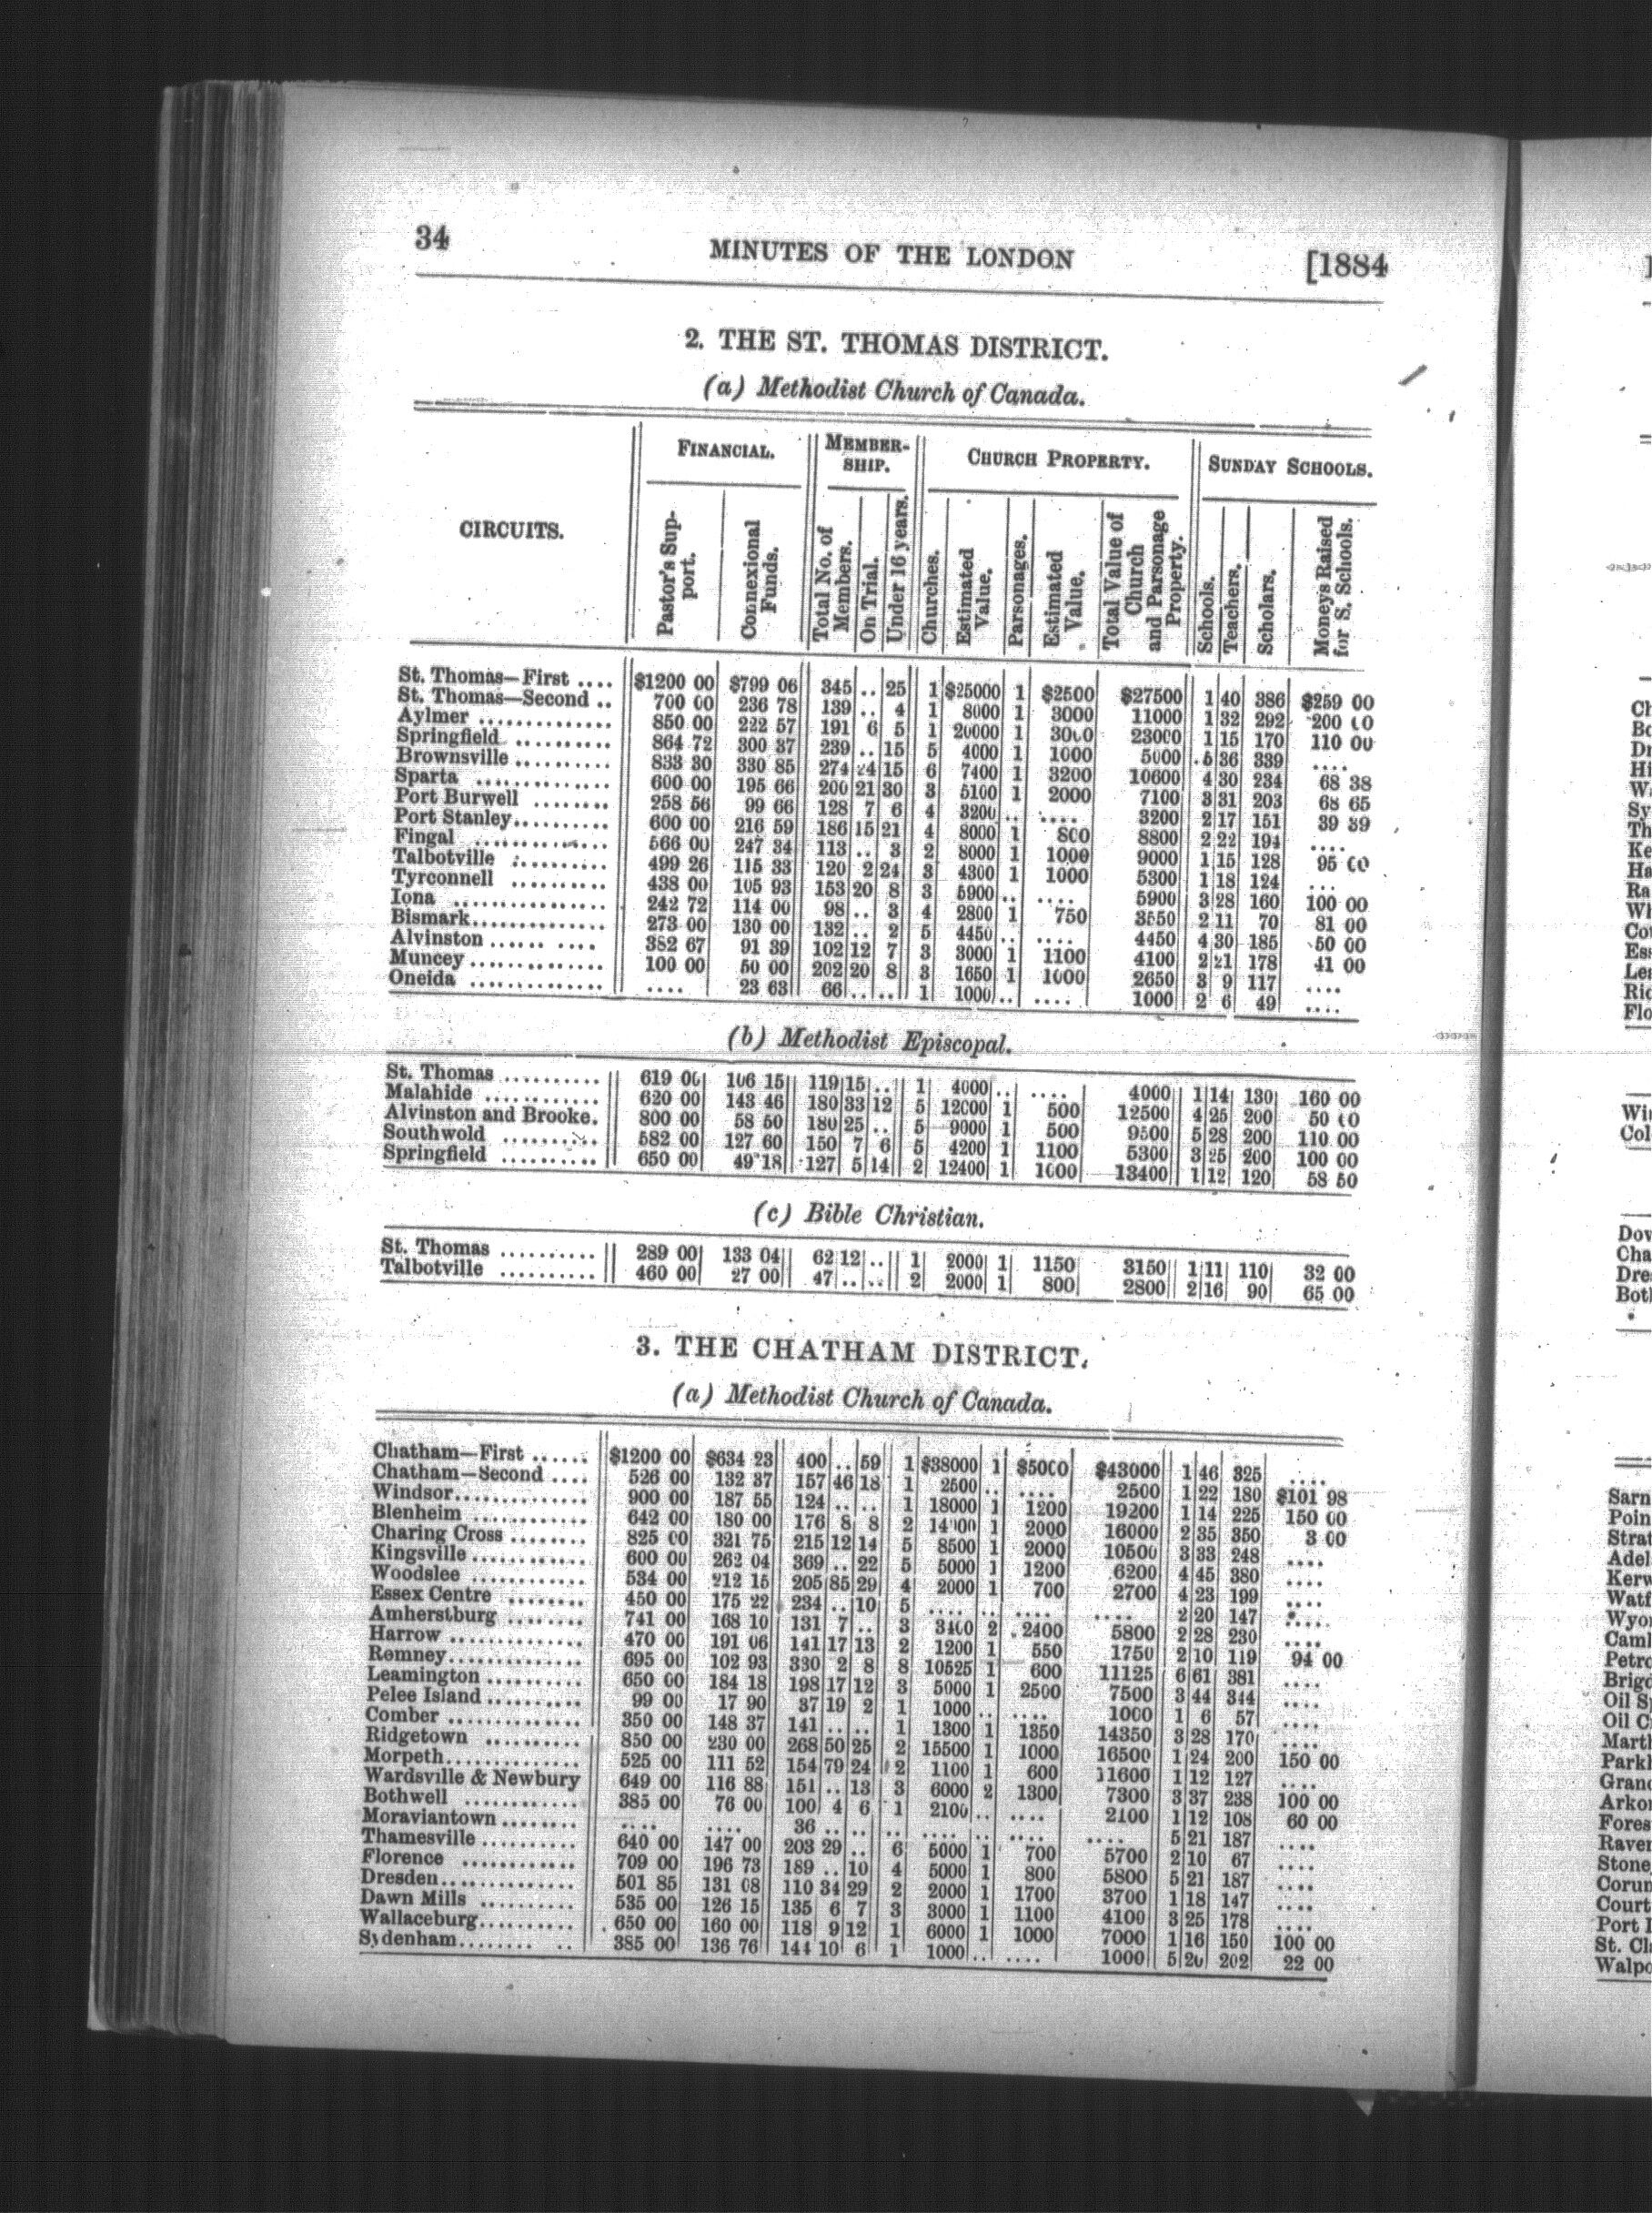 34 MINUTES OF THE LONDON [1884
2. THE ST. THOMAS DISTRICT.
(a) Methodist Church of Canada.
CIRCUITS. FINANCIAL. MEMBERSHIP. CHURCH PROPERTY. SUNDAY SCHOOLS.
Pastor's Support. Connexional Funds. Total No. of Members. On Trial. Under 16 years. Churches. Estimated Value. Parsonages. Estimated Value. Total Value of Church and Parsonage Property. Schools. Teachers. Scholars. Moneys Raised for S. Schools.
St. Thomas—First .... $1200 00 $799 06 345 .. 25 1 $25000 1 $2500 $27500 1 40 386 $259 00
St. Thomas—Second .. 700 00 236 78 139 .. 4 1 8000 1 3000 11000 1 32 292 200 00
Aylmer ............. 850 00 222 57 191 6 5 1 20000 1 3000 23000 1 15 170 110 00
Springfield .......... 864 72 300 37 239 .. 15 5 4000 1 1000 5000 5 36 339 ....
Brownsville .......... 833 30 330 85 274 24 15 6 7400 1 3200 10600 4 30 234 68 38
Sparta .............. 600 00 195 66 200 21 30 3 5100 1 2000 7100 3 31 203 68 65
Port Burwell ........ 258 56 99 66 128 7 6 4 3200 .. .... 3200 2 17 151 39 39
Port Stanley.......... 600 00 216 59 186 15 21 4 8000 1 800 8800 2 22 194 ....
Fingal .............. 566 00 247 34 113 .. 3 2 8000 1 1000 9000 1 15 128 95 00
Talbotville .......... 499 26 115 33 120 2 24 3 4300 1 1000 5300 1 18 124 ...
Tyrconnell .......... 438 00 105 93 153 20 8 3 5900 .. .... 5900 3 28 160 100 00
Iona ................ 242 72 114 00 98 .. 3 4 2800 1 750 3550 2 11 70 81 00
Bismark.............. 273 00 130 00 132 .. 2 5 4450 .. .... 4450 4 30 185 50 00
Alvinston ...... .... 382 67 91 39 102 12 7 3 3000 1 1100 4100 2 21 178 41 00
Muncey .............. 100 00 50 00 202 20 8 3 1650 1 1000 2650 3 9 117 ....
Oneida .............. .... 23 63 66 .. .. 1 1000 .. .... 1000 2 6 49 ....
(b) Methodist Episcopal.
St. Thomas .......... 619 00 106 15 119 15 .. 1 4000 .. .... 4000 1 14 130 160 00
Malahide ............ 620 00 143 46 180 33 12 5 12000 1 500 12500 4 25 200 50 00
Alvinston and Brooke. 800 00 58 50 180 25 .. 5 9000 1 500 9500 5 28 200 110 00
Southwold .......... 582 00 127 60 150 7 6 5 4200 1 1100 5300 3 25 200 100 00
Springfield .......... 650 00 49 18 127 5 14 2 12400 1 1000 13400 1 12 120 58 50
(c) Bible Christian.
St. Thomas .......... 289 00 133 04 62 12 .. 1 2000 1 1150 3150 1 11 110 32 00
Talbotville .......... 460 00 27 00 47 .. .. 2 2000 1 800 2800 2 16 90 65 00
3. THE CHATHAM DISTRICT.
(a) Methodist Church of Canada.
Chatham—First ...... $1200 00 $634 23 400 .. 59 1 $38000 1 $5000 $43000 1 46 325 ....
Chatham—Second .... 526 00 132 37 157 46 18 1 2500 .. .... 2500 1 22 180 $101 98
Windsor.............. 900 00 187 55 124 .. .. 1 18000 1 1200 19200 1 14 225 150 00
Blenheim ............ 642 00 180 00 176 8 8 2 14000 1 2000 16000 2 35 350 3 00
Charing Cross ........ 825 00 321 75 215 12 14 5 8500 1 2000 10500 3 33 248 ....
Kingsville ............ 600 00 262 04 369 .. 22 5 5000 1 1200 6200 4 45 380 ....
Woodslee ............ 534 00 212 15 205 85 29 4 2000 1 700 2700 4 23 199 ....
Essex Centre ........ 450 00 175 22 234 .. 10 5 .... .. .... .... 2 20 147 ....
Amherstburg ........ 741 00 168 10 131 7 .. 3 3400 2 2400 5800 2 28 230 ....
Harrow .............. 470 00 191 06 141 17 13 2 1200 1 550 1750 2 10 119 94 00
Romney.............. 695 00 102 93 330 2 8 8 10525 1 600 11125 6 61 381 ....
Leamington .......... 650 00 184 18 198 17 12 3 5000 1 2500 7500 3 44 344 ....
Pelee Island .......... 99 00 17 90 37 19 2 1 1000 .. .... 1000 1 6 57 ....
Comber .............. 350 00 148 37 141 .. .. 1 1300 1 1350 14350 3 28 170 ....
Ridgetown .......... 850 00 230 00 268 50 25 2 15500 1 1000 16500 1 24 200 150 00
Morpeth.............. 525 00 111 52 154 79 24 2 1100 1 600 11600 1 12 127 ....
Wardsville & Newbury 649 00 116 88 151 .. 13 3 6000 2 1300 7300 3 37 238 100 00
Bothwell ............ 385 00 76 00 100 4 6 1 2100 .. .... 2100 1 12 108 60 00
Moraviantown ........ .... .... 36 .. .. .. .... .. .... .... 5 21 187 ....
Thamesville .......... 640 00 147 00 203 29 .. 6 5000 1 700 5700 2 10 67 ....
Florence ............ 709 00 196 73 189 .. 10 4 5000 1 800 5800 5 21 187 ....
Dresden.............. 501 85 131 08 110 34 29 2 2000 1 1700 3700 1 18 147 ....
Dawn Mills .......... 535 00 126 15 135 6 7 3 3000 1 1100 4100 3 25 178 ....
Wallaceburg.......... 650 00 160 00 118 9 12 1 6000 1 1000 7000 1 16 150 100 00
Sydenham........ .. 385 00 136 76 144 10 6 1 1000 .. .... 1000 5 20 202 22 00